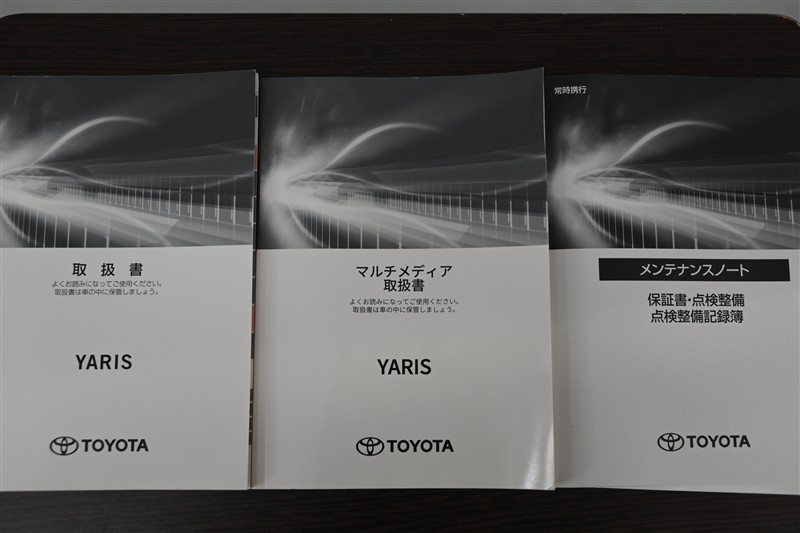 取扱書
よくお読みになってご使用ください。
取扱書は車の中に保管しましょう。
YARIS
TOYOTA
マルチメディア
取扱書
よくお読みになってご使用ください。
取扱書は車の中に保管しましょう。
YARIS
TOYOTA
常時携行
メンテナンスノート
保証書・点検整備
点検整備記録簿
TOYOTA